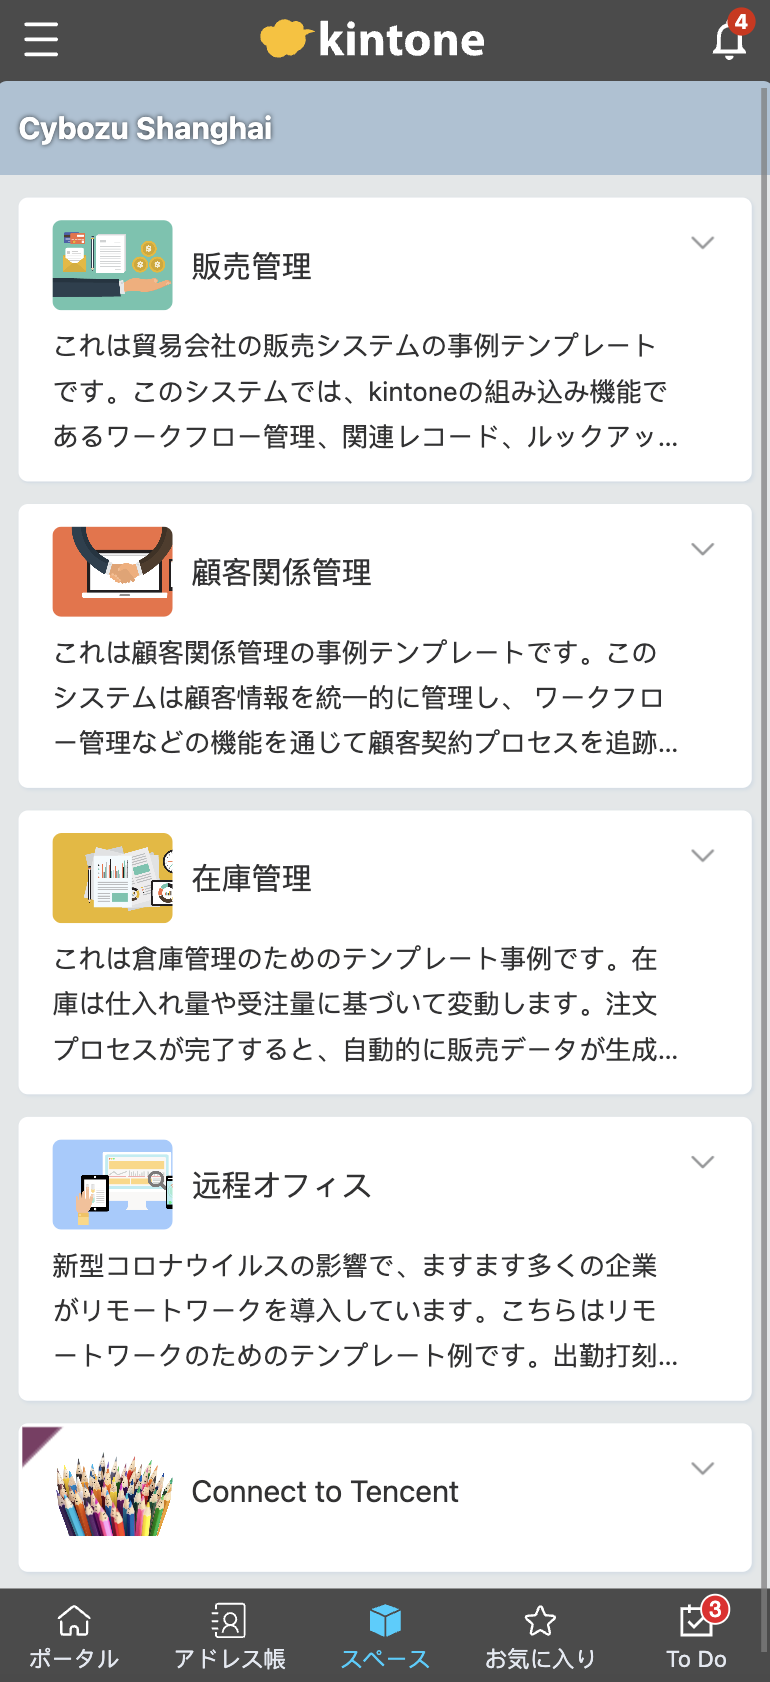 kintone
4
Cybozu Shanghai
販売管理
これは貿易会社の販売システムの事例テンプレート
です。このシステムでは、kintoneの組み込み機能で
あるワークフロー管理、関連レコード、ルックアッ...
顧客関係管理
これは顧客関係管理の事例テンプレートです。この
システムは顧客情報を統一的に管理し、 ワークフロ
ー管理などの機能を通じて顧客契約プロセスを追跡...
在庫管理
これは倉庫管理のためのテンプレート事例です。在
庫は仕入れ量や受注量に基づいて変動します。注文
プロセスが完了すると、自動的に販売データが生成...
远程オフィス
新型コロナウイルスの影響で、ますます多くの企業
がリモートワークを導入しています。こちらはリモ
ートワークのためのテンプレート例です。出勤打刻...
Connect to Tencent
ポータル
アドレス帳
スペース
お気に入り
3
To Do